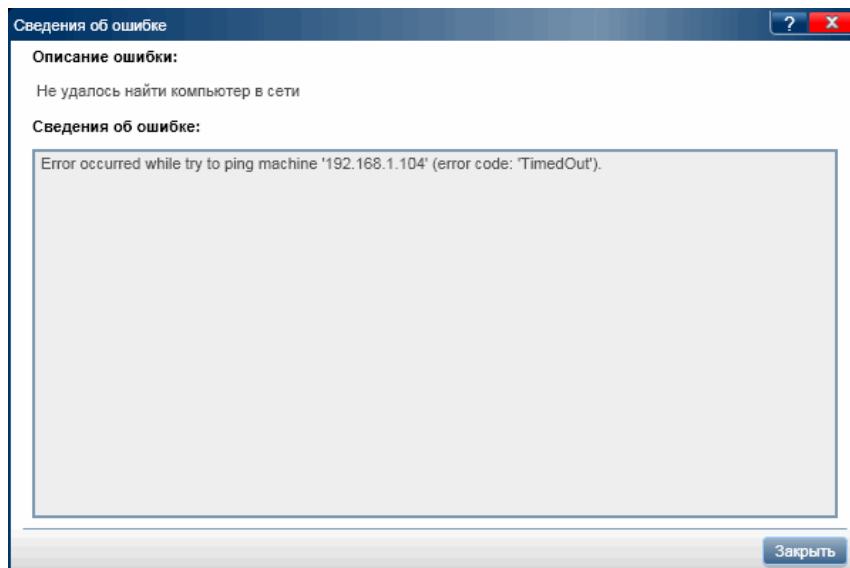 Сведения об ошибке
? X
Описание ошибки:
Не удалось найти компьютер в сети
Сведения об ошибке:
Error occurred while try to ping machine '192.168.1.104' (error code: 'TimedOut').
Закрыть